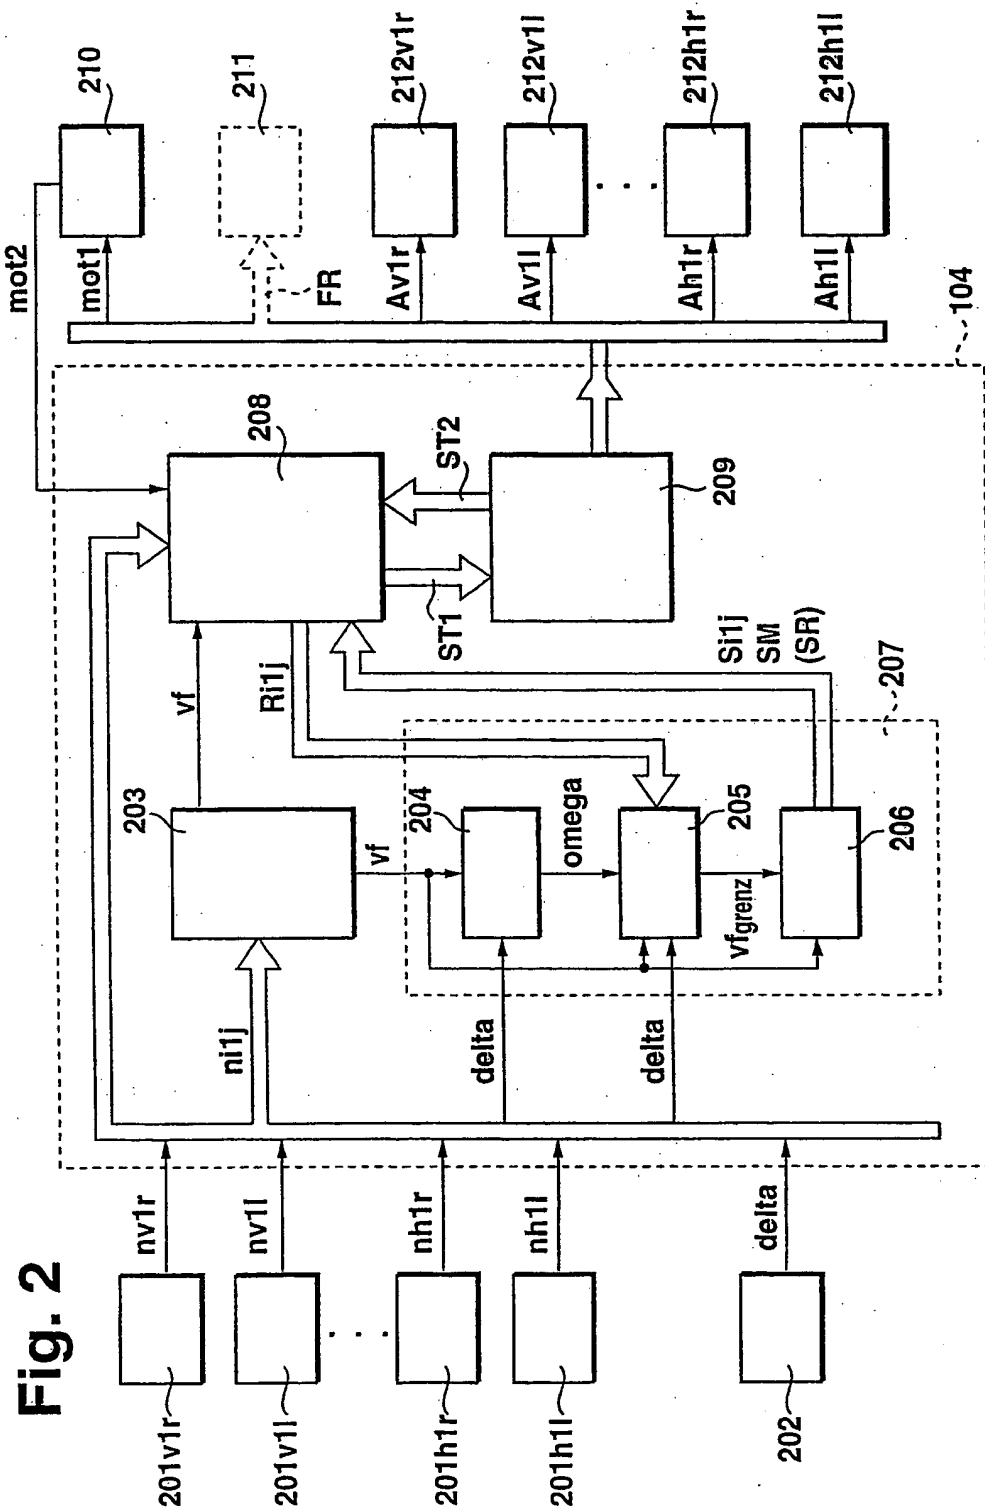 Fig. 2
201v1r
nv1r
201v1l
nv1l
201h1r
nh1r
201h1l
nh1l
202
delta
ni1j
delta
delta
203
vf
vf
204
omega
205
vfgrenz
206
207
Ri1j
Si1j
SM
(SR)
208
ST1
ST2
209
104
mot2
mot1
210
FR
211
Av1r
212v1r
Av1l
212v1l
Ah1r
212h1r
Ah1l
212h1l